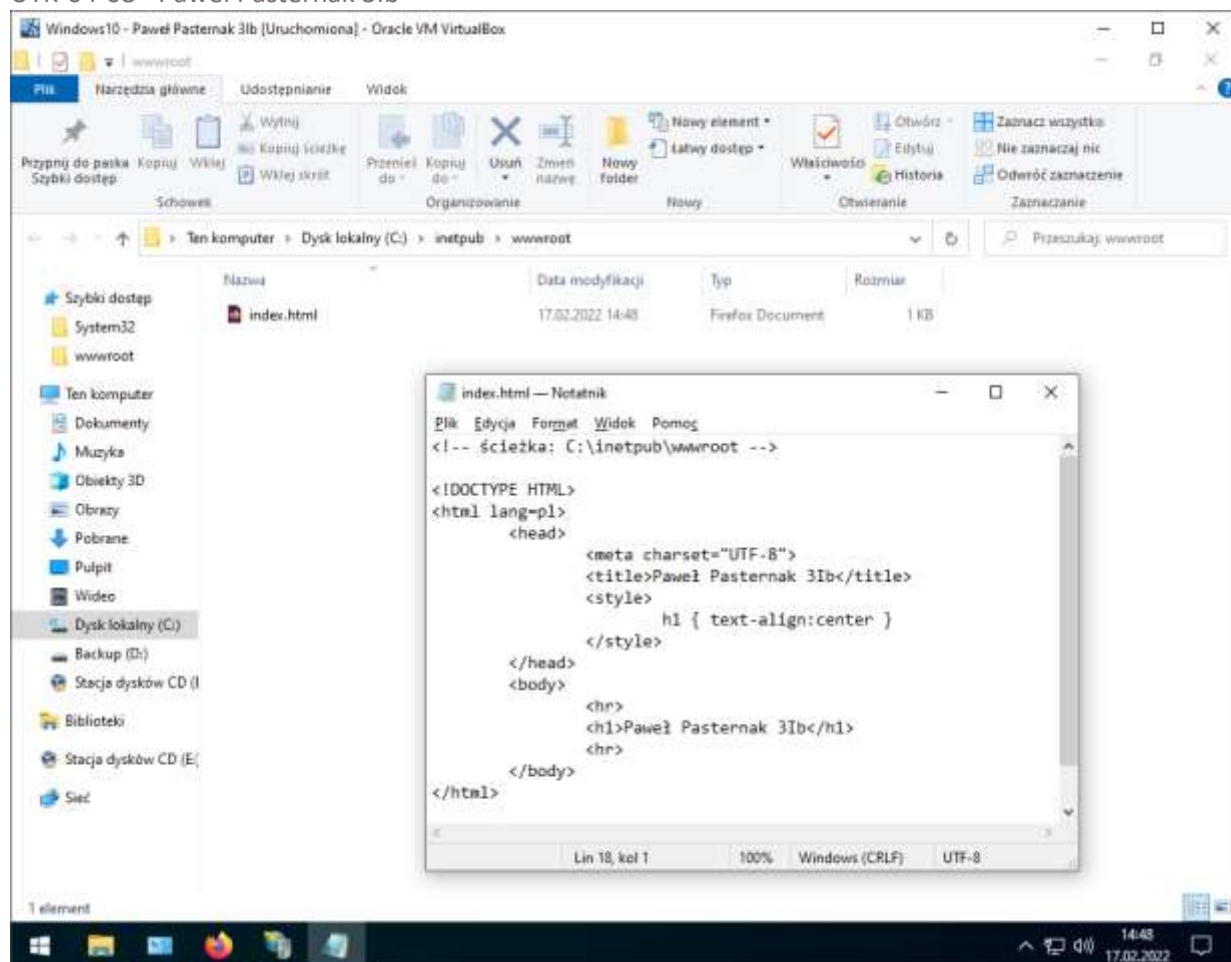 Windows10 - Paweł Pasternak 3Ib [Uruchomiona] - Oracle VM VirtualBox
wwwroot
Plik Narzędzia główne Udostępnianie Widok
Przypnij do paska Szybki dostęp
Kopiuj
Wklej
Wytnij
Kopiuj ścieżkę
Wklej skrót
Przenieś do
Kopiuj do
Usuń
Zmień nazwę
Nowy folder
Nowy element
Łatwy dostęp
Właściwości
Otwórz
Edytuj
Historia
Zaznacz wszystko
Nie zaznaczaj nic
Odwróć zaznaczenie
Schowek Organizowanie Nowy Otwieranie Zaznaczanie
Ten komputer Dysk lokalny (C:) inetpub wwwroot
Przeszukaj: wwwroot
Nazwa Data modyfikacji Typ Rozmiar
index.html 17.02.2022 14:48 Firefox Document 1 KB
Szybki dostęp
System32
wwwroot
Ten komputer
Dokumenty
Muzyka
Obiekty 3D
Obrazy
Pobrane
Pulpit
Wideo
Dysk lokalny (C:)
Backup (D:)
Stacja dysków CD (
Biblioteki
Stacja dysków CD (E:
Sieć
index.html — Notatnik
Plik Edycja Format Widok Pomoc
<!-- ścieżka: C:\inetpub\wwwroot -->
<!DOCTYPE HTML>
<html lang=pl>
<head>
<meta charset="UTF-8">
<title>Paweł Pasternak 3Ib</title>
<style>
h1 { text-align:center }
</style>
</head>
<body>
<hr>
<h1>Paweł Pasternak 3Ib</h1>
<hr>
</body>
</html>
Lin 18, kol 1 100% Windows (CRLF) UTF-8
1 element
14:48
17.02.2022